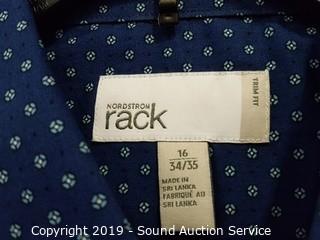 NORDSTROM
rack
TRIM FIT
16
34/35
MADE IN
SRI LANKA
FABRIQUÉ AU
SRI LANKA
Copyright 2019 - Sound Auction Service